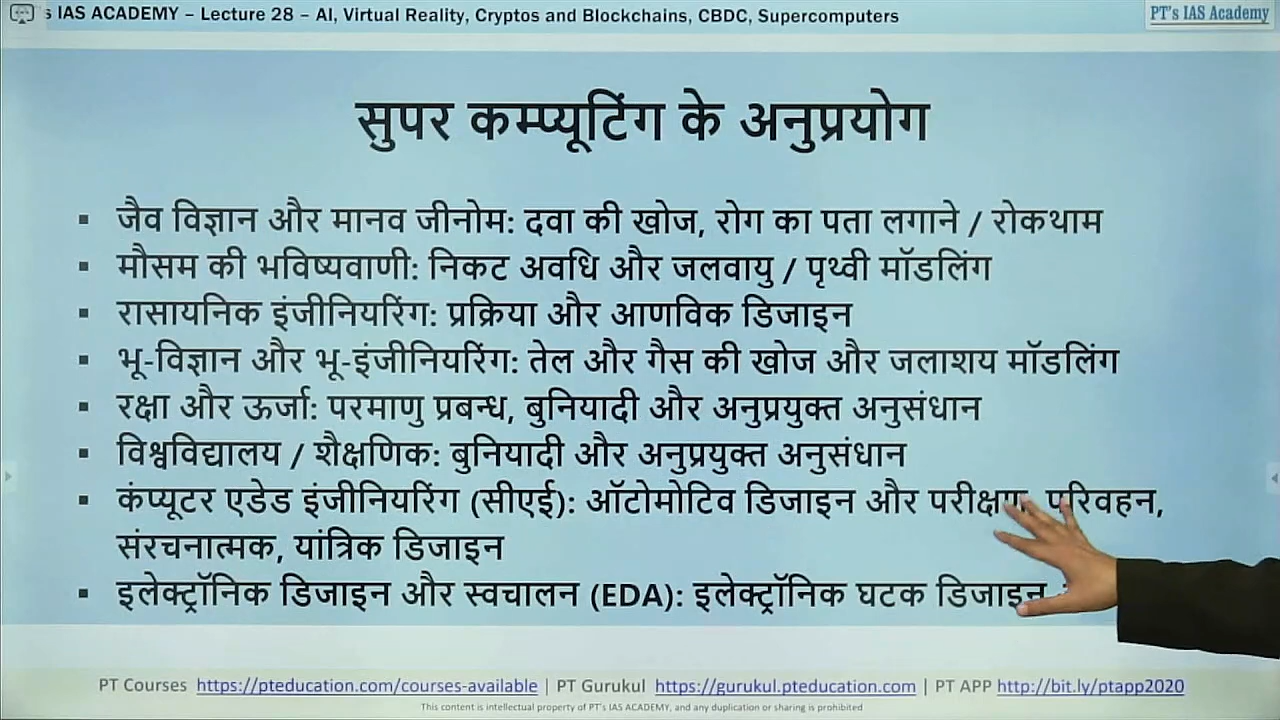 s IAS ACADEMY – Lecture 28 – AI, Virtual Reality, Cryptos and Blockchains, CBDC, Supercomputers
PT's IAS Academy
सुपर कम्प्यूटिंग के अनुप्रयोग
▪ जैव विज्ञान और मानव जीनोम: दवा की खोज, रोग का पता लगाने / रोकथाम
▪ मौसम की भविष्यवाणी: निकट अवधि और जलवायु / पृथ्वी मॉडलिंग
▪ रासायनिक इंजीनियरिंग: प्रक्रिया और आणविक डिजाइन
▪ भू-विज्ञान और भू-इंजीनियरिंग: तेल और गैस की खोज और जलाशय मॉडलिंग
▪ रक्षा और ऊर्जा: परमाणु प्रबन्ध, बुनियादी और अनुप्रयुक्त अनुसंधान
▪ विश्वविद्यालय / शैक्षणिक: बुनियादी और अनुप्रयुक्त अनुसंधान
▪ कंप्यूटर एडेड इंजीनियरिंग (सीएई): ऑटोमोटिव डिजाइन और परीक्षण, परिवहन,
संरचनात्मक, यांत्रिक डिजाइन
▪ इलेक्ट्रॉनिक डिजाइन और स्वचालन (EDA): इलेक्ट्रॉनिक घटक डिजाइन
PT Courses https://pteducation.com/courses-available | PT Gurukul https://gurukul.pteducation.com | PT APP http://bit.ly/ptapp2020
This content is intellectual property of PT's IAS ACADEMY, and any duplication or sharing is prohibited